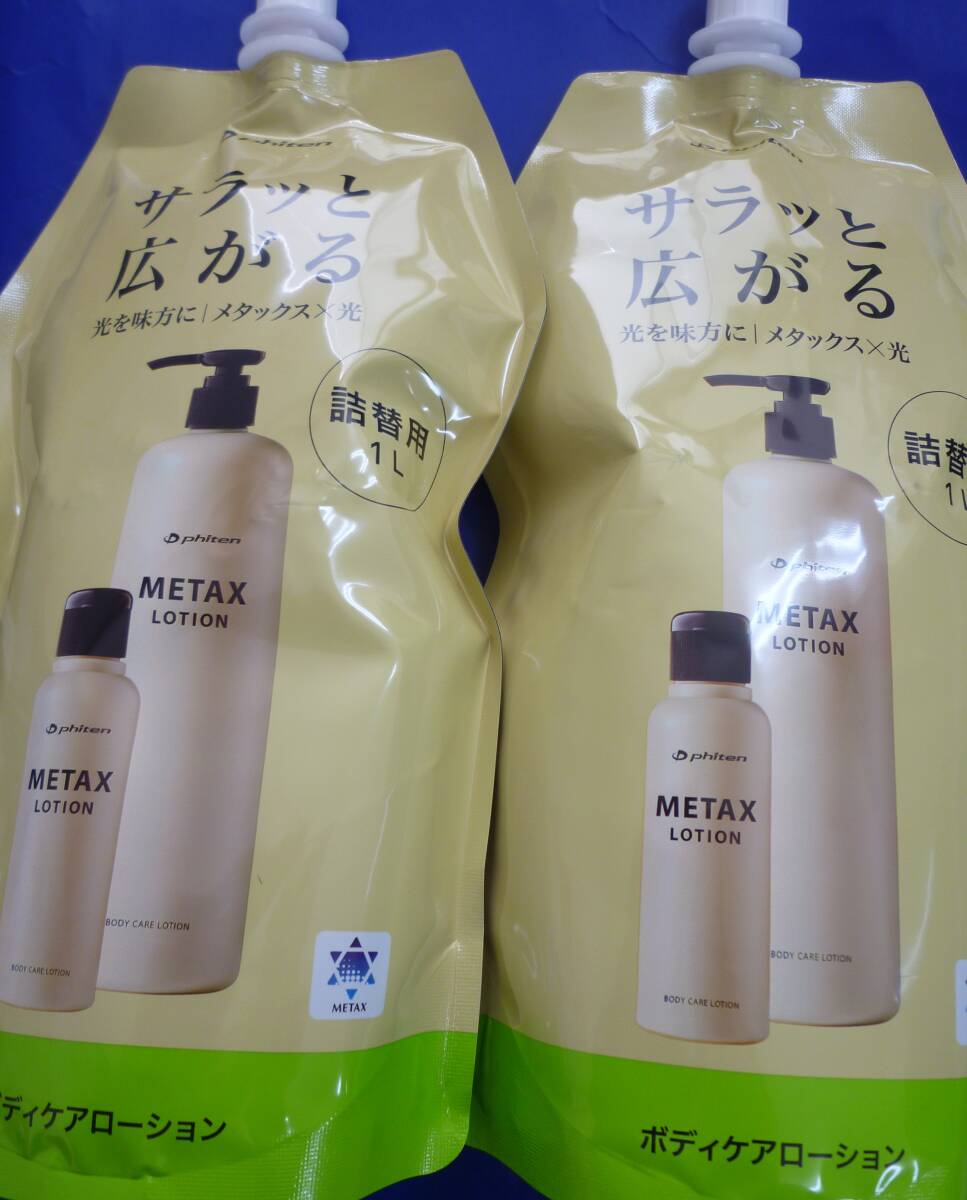 phiten
サラッと
広がる
光を味方に|メタックス×光
詰替用
1L
phiten
METAX
LOTION
phiten
METAX
LOTION
BODY CARE LOTION
BODY CARE LOTION
METAX
ディケアローション
phiten
サラッと
広がる
光を味方に|メタックス×光
詰替
1L
phiten
METAX
LOTION
phiten
METAX
LOTION
BODY CARE LOTION
BODY CARE LOTION
ボディケアローション